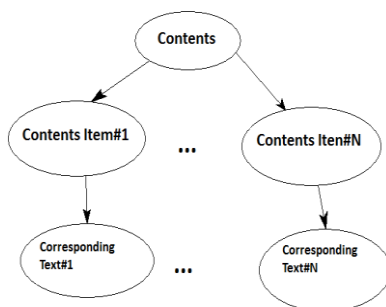 Contents
Contents Item#1
...
Contents Iten#N
Corresponding
Text#1
...
Corresponding
Text#N